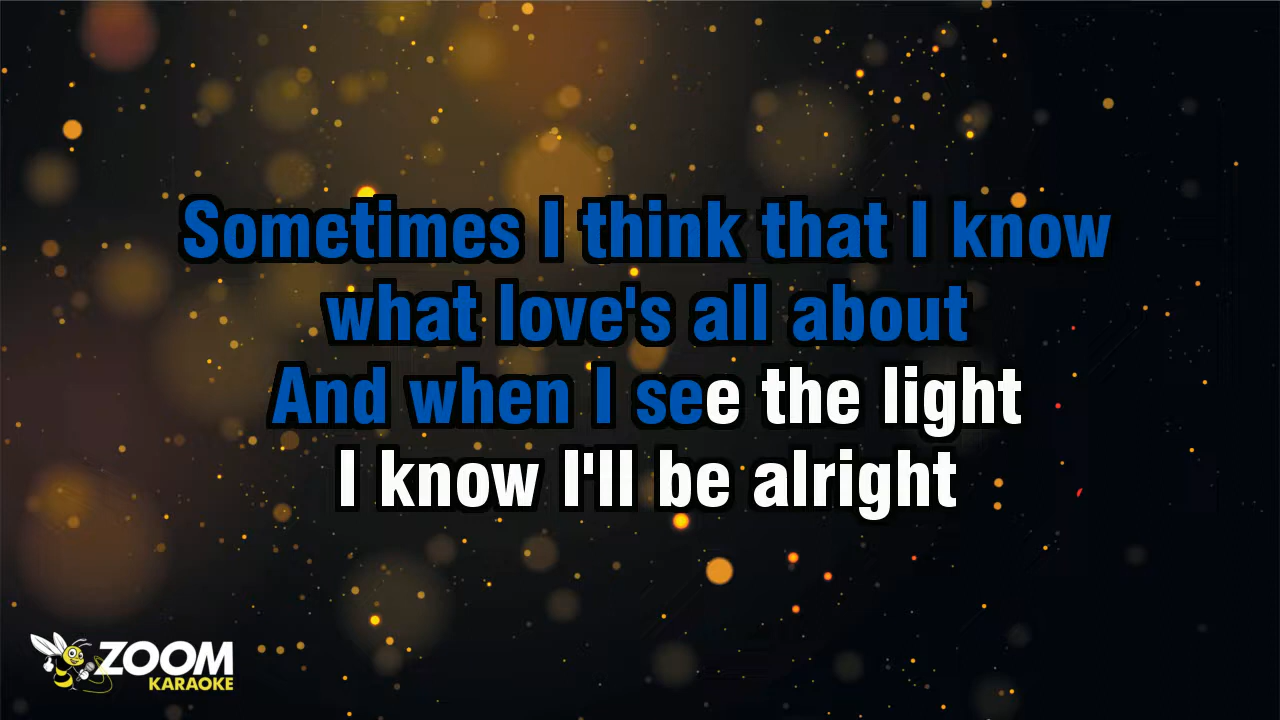 Sometimes I think that I know
what love's all about
And when I see the light
I know I'll be alright
ZOOM
KARAOKE